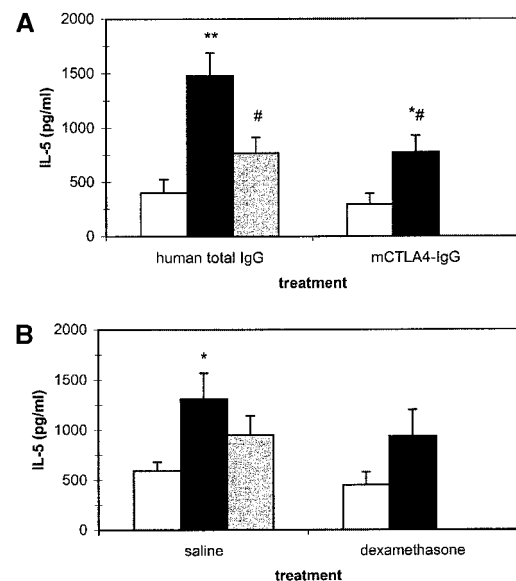 A
2000
1500
1000
500
0
IL-5 (pg/ml)
**
#
*#
human total IgG
mCTLA4-IgG
treatment
B
2000
1500
1000
500
0
IL-5 (pg/ml)
*
saline
dexamethasone
treatment